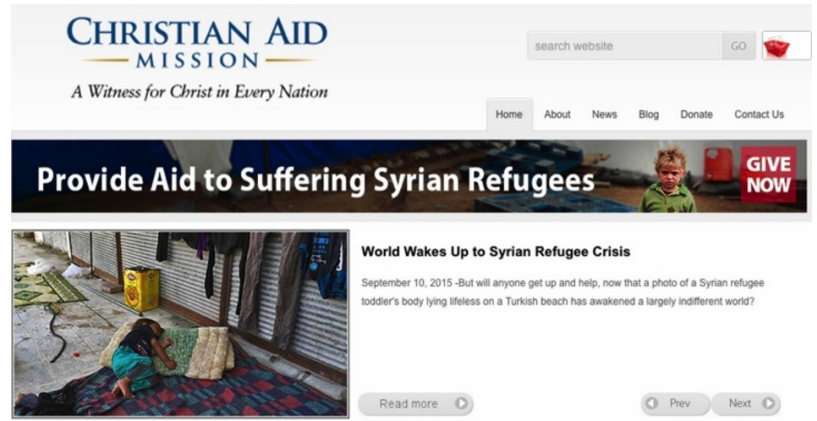 CHRISTIAN AID
MISSION
A Witness for Christ in Every Nation
search website GO
Home About News Blog Donate Contact Us
Provide Aid to Suffering Syrian Refugees
GIVE
NOW
World Wakes Up to Syrian Refugee Crisis
September 10, 2015 -But will anyone get up and help, now that a photo of a Syrian refugee
toddler's body lying lifeless on a Turkish beach has awakened a largely indifferent world?
Read more Prev Next